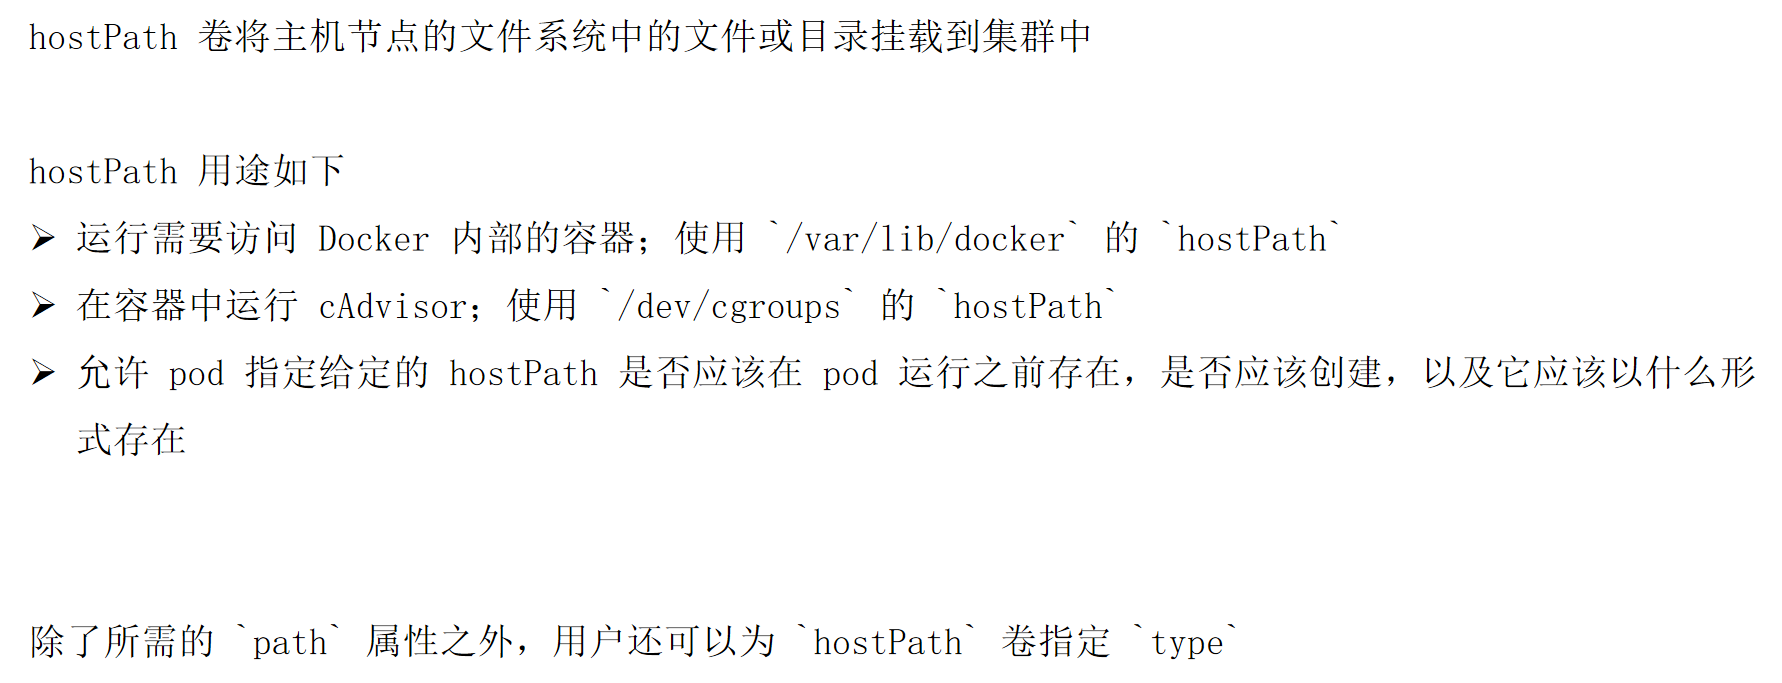 hostPath 卷将主机节点的文件系统中的文件或目录挂载到集群中
hostPath 用途如下
➢ 运行需要访问 Docker 内部的容器；使用 `/var/lib/docker` 的 `hostPath`
➢ 在容器中运行 cAdvisor；使用 `/dev/cgroups` 的 `hostPath`
➢ 允许 pod 指定给定的 hostPath 是否应该在 pod 运行之前存在，是否应该创建，以及它应该以什么形
式存在
除了所需的 `path` 属性之外，用户还可以为 `hostPath` 卷指定 `type`